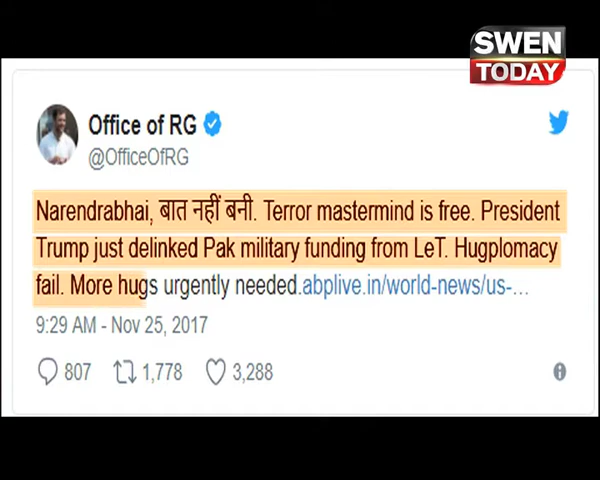 SWEN
TODAY
Office of RG
@OfficeOfRG
Narendrabhai, बात नहीं बनी. Terror mastermind is free. President
Trump just delinked Pak military funding from LeT. Hugplomacy
fail. More hugs urgently needed.abplive.in/world-news/us-...
9:29 AM - Nov 25, 2017
807 1,778 3,288